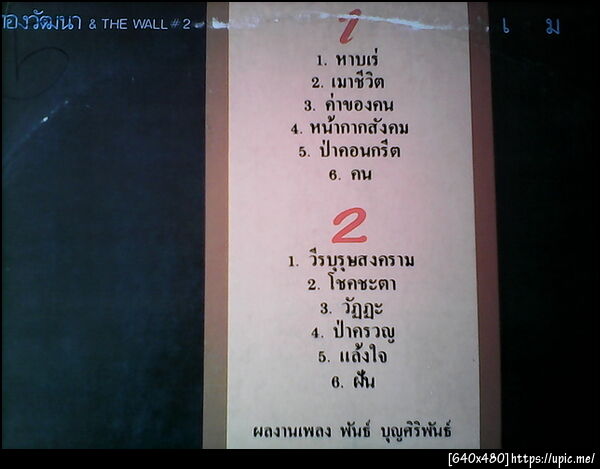 ทองวัฒนา & THE WALL #2
เ ม
1
1. หาบเร่
2. เมาชีวิต
3. ค่าของคน
4. หน้ากากสังคม
5. ป่าคอนกรีต
6. คน
2
1. วีรบุรุษสงคราม
2. โชคชะตา
3. วัฏฏะ
4. ป่าครวญ
5. แล้งใจ
6. ฝัน
ผลงานเพลง พันธ์ บุญศิริพันธ์
[640x480]https://upic.me/